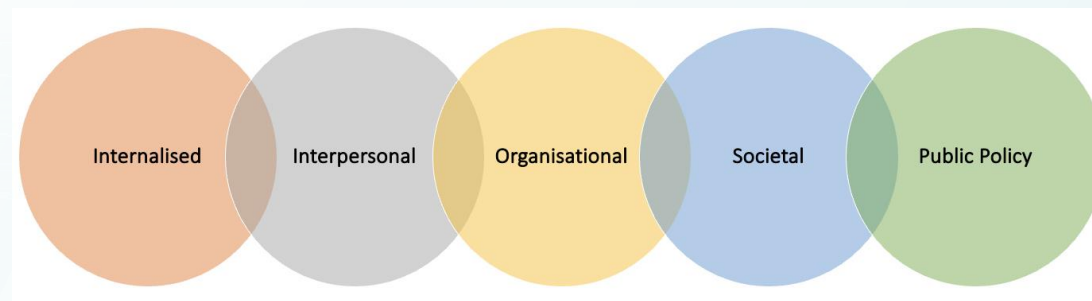 Internalised
Interpersonal
Organisational
Societal
Public Policy